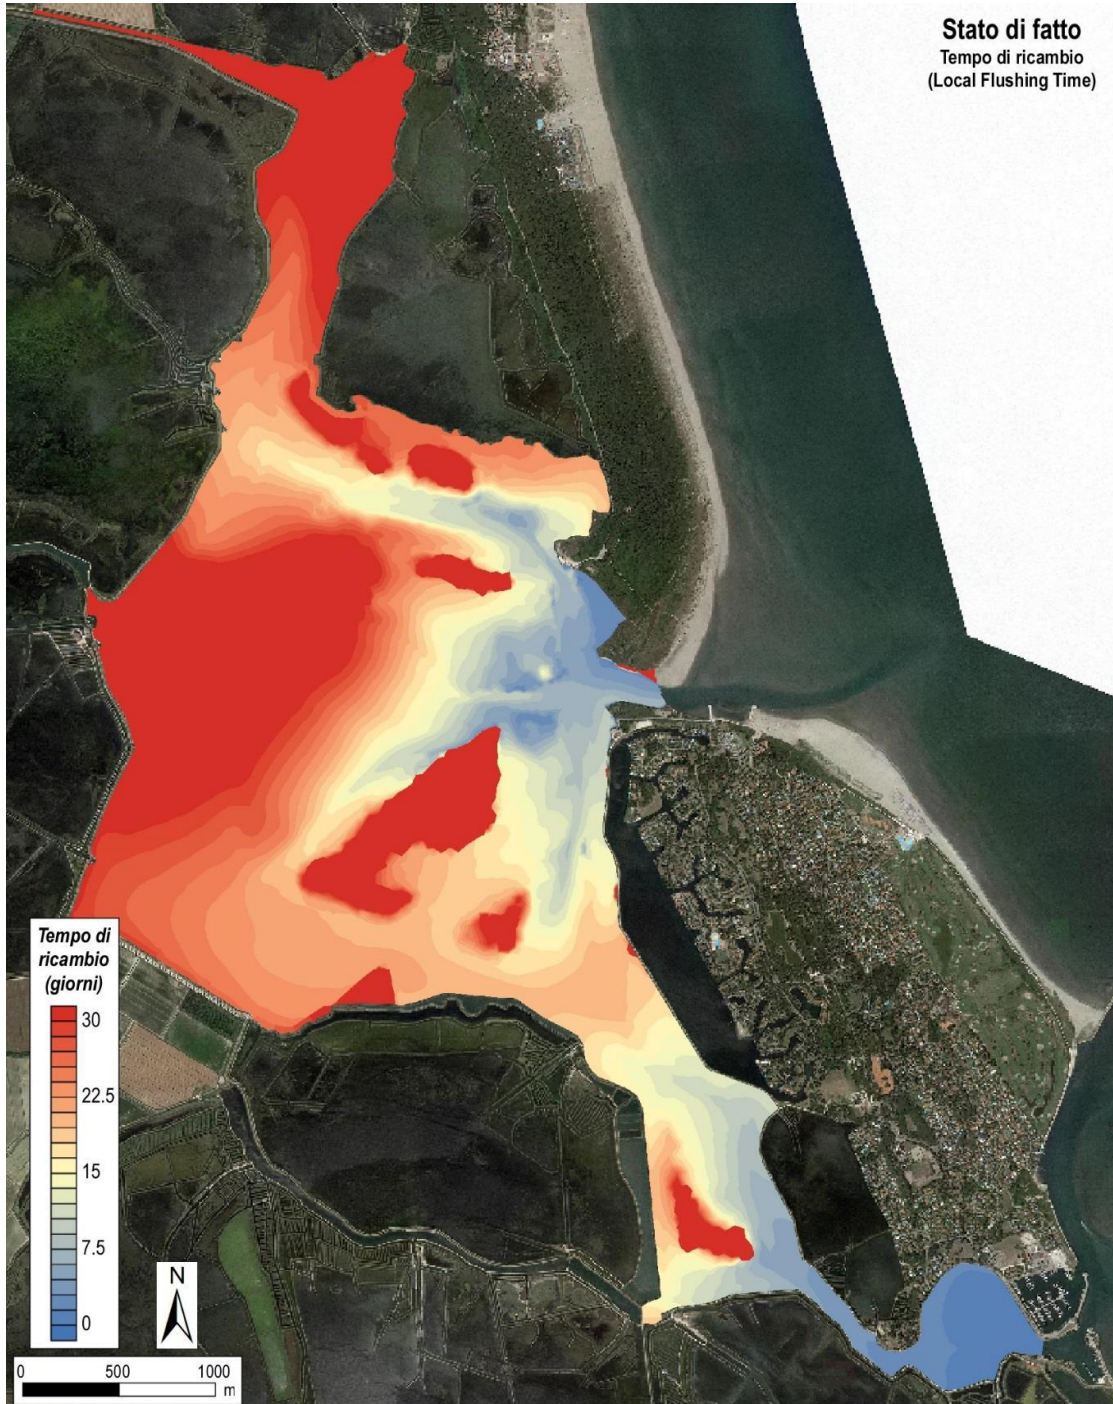 Stato di fatto
Tempo di ricambio
(Local Flushing Time)
Tempo di
ricambio
(giorni)
30
22.5
15
7.5
0
N
0 500 1000
m